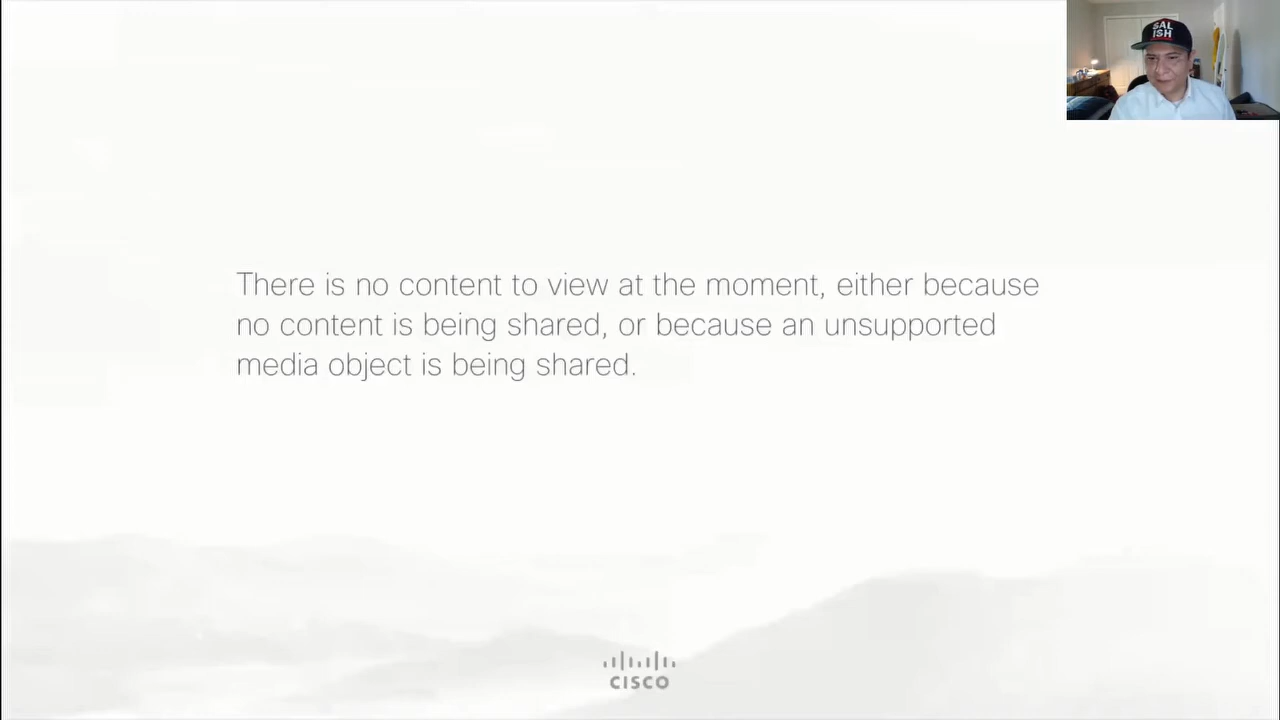 SAL
ISH
There is no content to view at the moment, either because
no content is being shared, or because an unsupported
media object is being shared.
CISCO